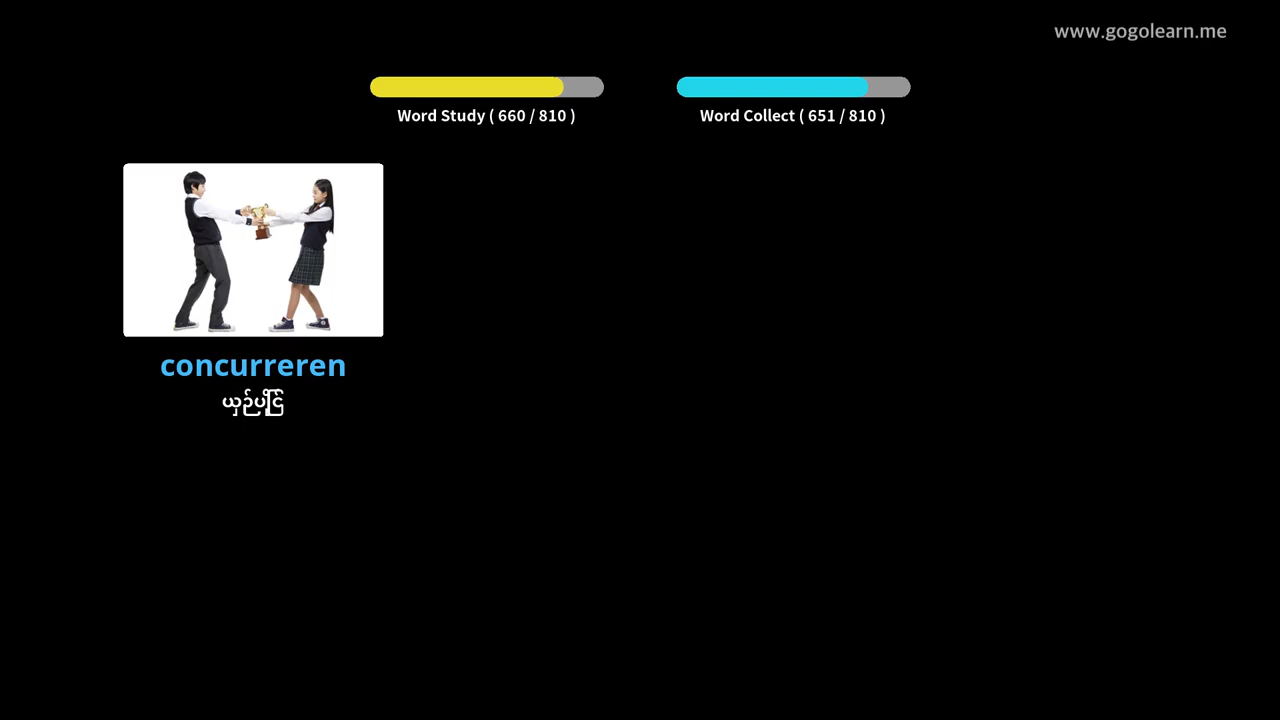 www.gogolearn.me
Word Study ( 660 / 810 )
Word Collect ( 651 / 810 )
concurreren
ယှဉ်ပြိုင်